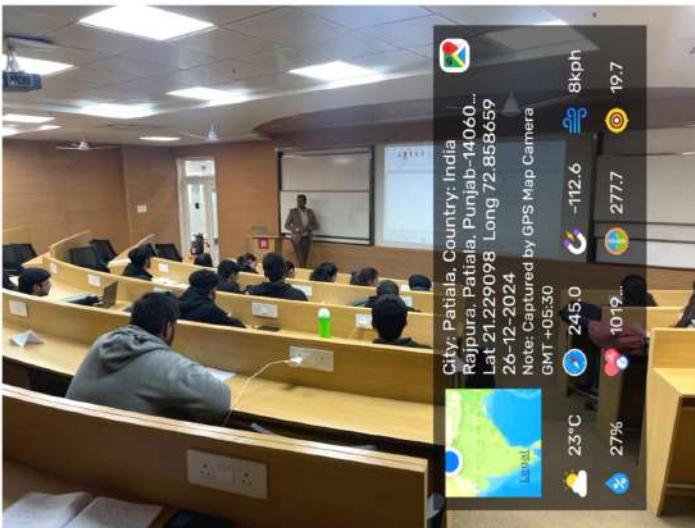 City: Patiala, Country: India
Rajpura, Patiala, Punjab-14060...
Lat 21.229098 Long 72.858659
26-12-2024
Note: Captured by GPS Map Camera
GMT +05:30
Legal
23°C 245.0 -112.6 8kph
27% 1019... 277.7 19.7